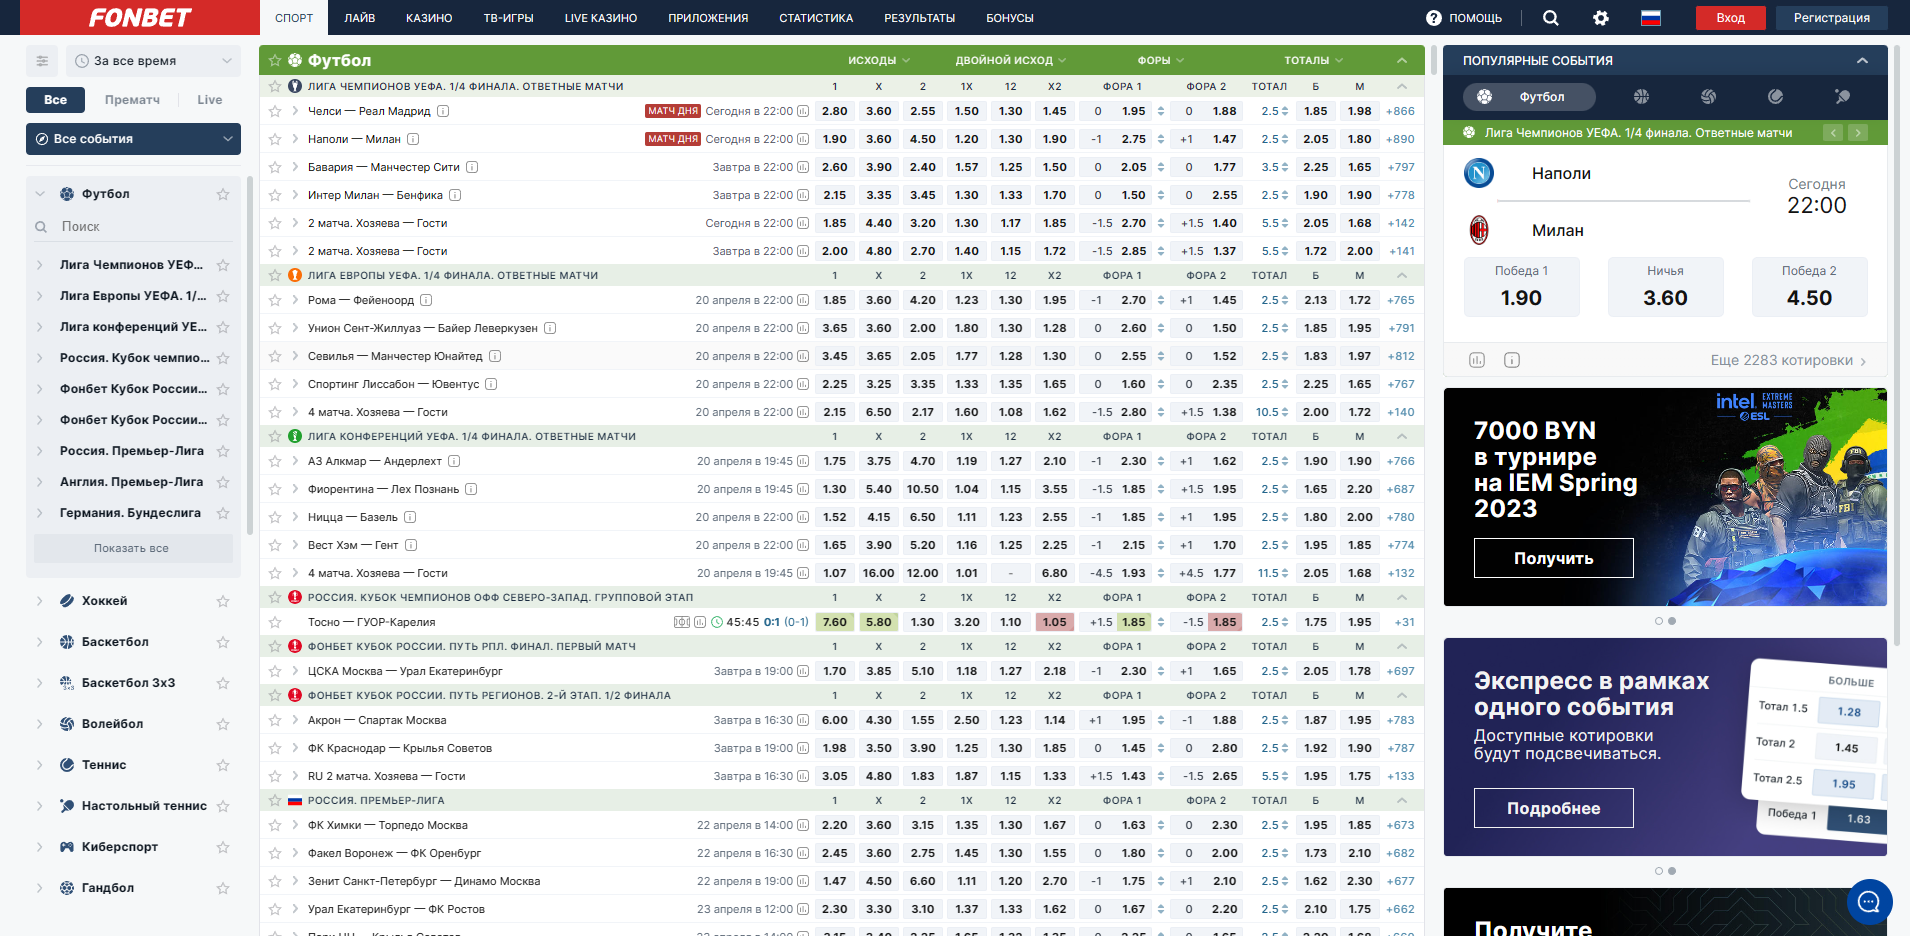 FONBET
СПОРТ ЛАЙВ КАЗИНО ТВ-ИГРЫ LIVE КАЗИНО ПРИЛОЖЕНИЯ СТАТИСТИКА РЕЗУЛЬТАТЫ БОНУСЫ ? ПОМОЩЬ Вход Регистрация
За все время
Все Прематч Live
Все события
Футбол
Поиск
Лига Чемпионов УЕФ...
Лига Европы УЕФА. 1/...
Лига конференций УЕ...
Россия. Кубок чемпио...
Фонбет Кубок России...
Фонбет Кубок России...
Россия. Премьер-Лига
Англия. Премьер-Лига
Германия. Бундеслига
Показать все
Хоккей
Баскетбол
Баскетбол 3x3
Волейбол
Теннис
Настольный теннис
Киберспорт
Гандбол
Футбол ИСХОДЫ ДВОЙНОЙ ИСХОД ФОРЫ ТОТАЛЫ
ЛИГА ЧЕМПИОНОВ УЕФА. 1/4 ФИНАЛА. ОТВЕТНЫЕ МАТЧИ 1 X 2 1X 12 X2 ФОРА 1 ФОРА 2 ТОТАЛ Б М
Челси — Реал Мадрид i МАТЧ ДНЯ Сегодня в 22:00 2.80 3.60 2.55 1.50 1.30 1.45 0 1.95 0 1.88 2.5 1.85 1.98 +866
Наполи — Милан i МАТЧ ДНЯ Сегодня в 22:00 1.90 3.60 4.50 1.20 1.30 1.90 -1 2.75 +1 1.47 2.5 2.05 1.80 +890
Бавария — Манчестер Сити i Завтра в 22:00 2.60 3.90 2.40 1.57 1.25 1.50 0 2.05 0 1.77 3.5 2.25 1.65 +797
Интер Милан — Бенфика i Завтра в 22:00 2.15 3.35 3.45 1.30 1.33 1.70 0 1.50 0 2.55 2.5 1.90 1.90 +778
2 матча. Хозяева — Гости Сегодня в 22:00 1.85 4.40 3.20 1.30 1.17 1.85 -1.5 2.70 +1.5 1.40 5.5 2.05 1.68 +142
2 матча. Хозяева — Гости Завтра в 22:00 2.00 4.80 2.70 1.40 1.15 1.72 -1.5 2.85 +1.5 1.37 5.5 1.72 2.00 +141
ЛИГА ЕВРОПЫ УЕФА. 1/4 ФИНАЛА. ОТВЕТНЫЕ МАТЧИ 1 X 2 1X 12 X2 ФОРА 1 ФОРА 2 ТОТАЛ Б М
Рома — Фейеноорд i 20 апреля в 22:00 1.85 3.60 4.20 1.23 1.30 1.95 -1 2.70 +1 1.45 2.5 2.13 1.72 +765
Унион Сент-Жиллуаз — Байер Леверкузен i 20 апреля в 22:00 3.65 3.60 2.00 1.80 1.30 1.28 0 2.60 0 1.50 2.5 1.85 1.95 +791
Севилья — Манчестер Юнайтед i 20 апреля в 22:00 3.45 3.65 2.05 1.77 1.28 1.30 0 2.55 0 1.52 2.5 1.83 1.97 +812
Спортинг Лиссабон — Ювентус i 20 апреля в 22:00 2.25 3.25 3.35 1.33 1.35 1.65 0 1.60 0 2.35 2.5 2.25 1.65 +767
4 матча. Хозяева — Гости 20 апреля в 22:00 2.15 6.50 2.17 1.60 1.08 1.62 -1.5 2.80 +1.5 1.38 10.5 2.00 1.72 +140
ЛИГА КОНФЕРЕНЦИЙ УЕФА. 1/4 ФИНАЛА. ОТВЕТНЫЕ МАТЧИ 1 X 2 1X 12 X2 ФОРА 1 ФОРА 2 ТОТАЛ Б М
АЗ Алкмар — Андерлехт i 20 апреля в 19:45 1.75 3.75 4.70 1.19 1.27 2.10 -1 2.30 +1 1.62 2.5 1.90 1.90 +766
Фиорентина — Лех Познань i 20 апреля в 19:45 1.30 5.40 10.50 1.04 1.15 3.55 -1.5 1.85 +1.5 1.95 2.5 1.65 2.20 +687
Ницца — Базель i 20 апреля в 22:00 1.52 4.15 6.50 1.11 1.23 2.55 -1 1.85 +1 1.95 2.5 1.80 2.00 +780
Вест Хэм — Гент i 20 апреля в 22:00 1.65 3.90 5.20 1.16 1.25 2.25 -1 2.15 +1 1.70 2.5 1.95 1.85 +774
4 матча. Хозяева — Гости 20 апреля в 19:45 1.07 16.00 12.00 1.01 - 6.80 -4.5 1.93 +4.5 1.77 11.5 2.05 1.68 +132
РОССИЯ. КУБОК ЧЕМПИОНОВ ОФФ СЕВЕРО-ЗАПАД. ГРУППОВОЙ ЭТАП 1 X 2 1X 12 X2 ФОРА 1 ФОРА 2 ТОТАЛ Б М
Тосно — ГУОР-Карелия 45:45 0:1 (0-1) 7.60 5.80 1.30 3.20 1.10 1.05 +1.5 1.85 -1.5 1.85 2.5 1.75 1.95 +31
ФОНБЕТ КУБОК РОССИИ. ПУТЬ РПЛ. ФИНАЛ. ПЕРВЫЙ МАТЧ 1 X 2 1X 12 X2 ФОРА 1 ФОРА 2 ТОТАЛ Б М
ЦСКА Москва — Урал Екатеринбург Завтра в 19:00 1.70 3.85 5.10 1.18 1.27 2.18 -1 2.30 +1 1.65 2.5 2.05 1.78 +697
ФОНБЕТ КУБОК РОССИИ. ПУТЬ РЕГИОНОВ. 2-Й ЭТАП. 1/2 ФИНАЛА 1 X 2 1X 12 X2 ФОРА 1 ФОРА 2 ТОТАЛ Б М
Акрон — Спартак Москва Завтра в 16:30 6.00 4.30 1.55 2.50 1.23 1.14 +1 1.95 -1 1.88 2.5 1.87 1.95 +783
ФК Краснодар — Крылья Советов Завтра в 19:00 1.98 3.50 3.90 1.25 1.30 1.85 0 1.45 0 2.80 2.5 1.92 1.90 +787
RU 2 матча. Хозяева — Гости Завтра в 16:30 3.05 4.80 1.83 1.87 1.15 1.33 +1.5 1.43 -1.5 2.65 5.5 1.95 1.75 +133
РОССИЯ. ПРЕМЬЕР-ЛИГА 1 X 2 1X 12 X2 ФОРА 1 ФОРА 2 ТОТАЛ Б М
ФК Химки — Торпедо Москва 22 апреля в 14:00 2.20 3.60 3.15 1.35 1.30 1.67 0 1.63 0 2.30 2.5 1.95 1.85 +673
Факел Воронеж — ФК Оренбург 22 апреля в 16:30 2.45 3.60 2.75 1.45 1.30 1.55 0 1.80 0 2.00 2.5 1.73 2.10 +682
Зенит Санкт-Петербург — Динамо Москва 22 апреля в 19:00 1.47 4.50 6.60 1.11 1.20 2.70 -1 1.75 +1 2.10 2.5 1.62 2.30 +677
Урал Екатеринбург — ФК Ростов 23 апреля в 12:00 2.30 3.30 3.10 1.37 1.33 1.62 0 1.67 0 2.20 2.5 2.10 1.75 +662
ПОПУЛЯРНЫЕ СОБЫТИЯ
Футбол
Лига Чемпионов УЕФА. 1/4 финала. Ответные матчи
Наполи
Сегодня
22:00
Милан
Победа 1 Ничья Победа 2
1.90 3.60 4.50
Еще 2283 котировки
intel EXTREME MASTERS
ESL
7000 BYN
в турнире
на IEM Spring
2023
Получить
FBI
FBI
FBI
Экспресс в рамках
одного события
Доступные котировки
будут подсвечиваться.
Подробнее
БОЛЬШЕ
Тотал 1.5 1.28
Тотал 2 1.45
Тотал 2.5 1.95
Победа 1 1.63
Получите